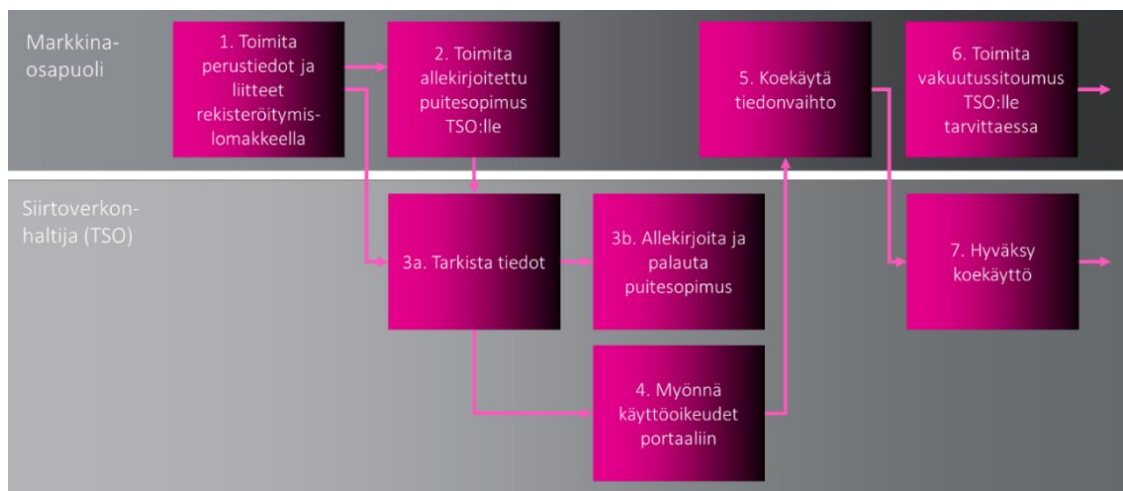 Markkina-
osapuoli
1. Toimita
perustiedot ja
liitteet
rekisteröitymis-
lomakkeella
2. Toimita
allekirjoitettu
puitesopimus
TSO:lle
5. Koekäytä
tiedonvaihto
6. Toimita
vakuutussitoumus
TSO:lle
tarvittaessa
Siirtoverkon-
haltija (TSO)
3a. Tarkista tiedot
3b. Allekirjoita ja
palauta
puitesopimus
7. Hyväksy
koekäyttö
4. Myönnä
käyttöoikeudet
portaaliin